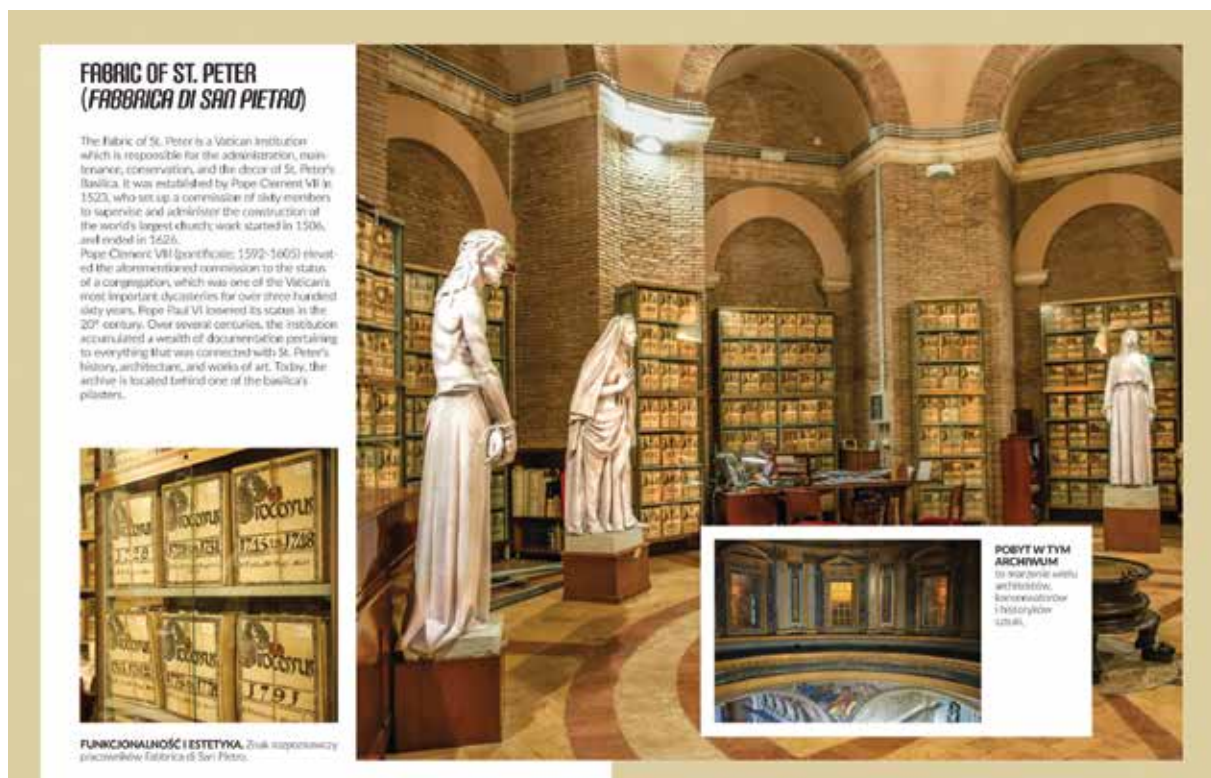 FABRIC OF ST. PETER
(FABBRICA DI SAN PIETRO)
The Fabric of St. Peter is a Vatican institution
which is responsible for the administration, main-
tenance, conservation, and the decor of St. Peter's
Basilica. It was established by Pope Clement VII in
1523, who set up a commission of sixty members
to supervise and administer the construction of
the world's largest church; work started in 1506,
and ended in 1626.
Pope Clement VIII (pontificate: 1592-1605) elevat-
ed the aforementioned commission to the status
of a congregation, which was one of the Vatican's
most important dycasteries for over three hundred
sixty years. Pope Paul VI lowered its status in the
20th century. Over several centuries, the institution
accumulated a wealth of documentation pertaining
to everything that was connected with St. Peter's
history, architecture, and works of art. Today, the
archive is located behind one of the basilica's
pilasters.
1791
FUNKCJONALNOŚĆ I ESTETYKA. Znak rozpoznawczy
pracowników Fabbrica di San Pietro.
POBYT W TYM
ARCHIWUM
to marzenie wielu
architektów,
konserwatorów
i historyków
sztuki.